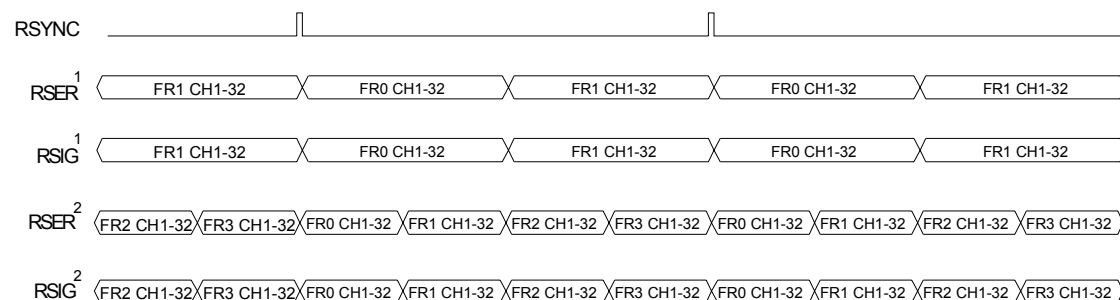 RSYNC
RSER1 FR1 CH1-32 FR0 CH1-32 FR1 CH1-32 FR0 CH1-32 FR1 CH1-32
RSIG1 FR1 CH1-32 FR0 CH1-32 FR1 CH1-32 FR0 CH1-32 FR1 CH1-32
RSER2 FR2 CH1-32 FR3 CH1-32 FR0 CH1-32 FR1 CH1-32 FR2 CH1-32 FR3 CH1-32 FR0 CH1-32 FR1 CH1-32 FR2 CH1-32 FR3 CH1-32
RSIG2 FR2 CH1-32 FR3 CH1-32 FR0 CH1-32 FR1 CH1-32 FR2 CH1-32 FR3 CH1-32 FR0 CH1-32 FR1 CH1-32 FR2 CH1-32 FR3 CH1-32